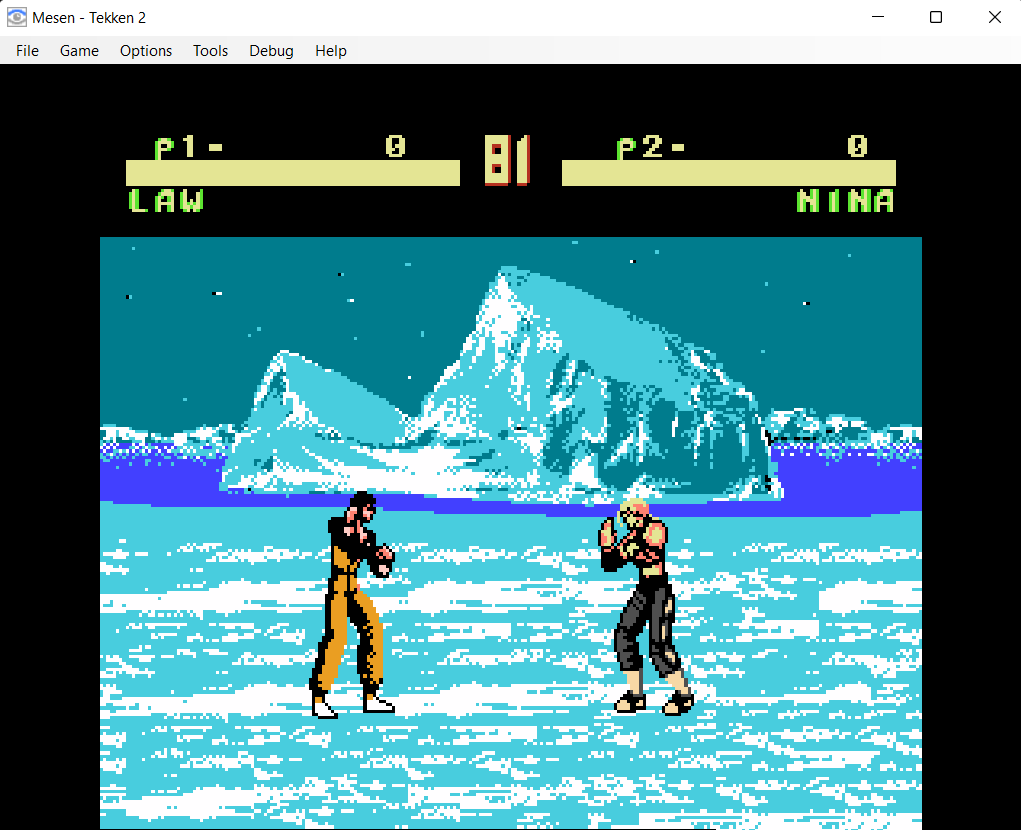 Mesen - Tekken 2
File Game Options Tools Debug Help
P1- 0 81 P2- 0
LAW NINA